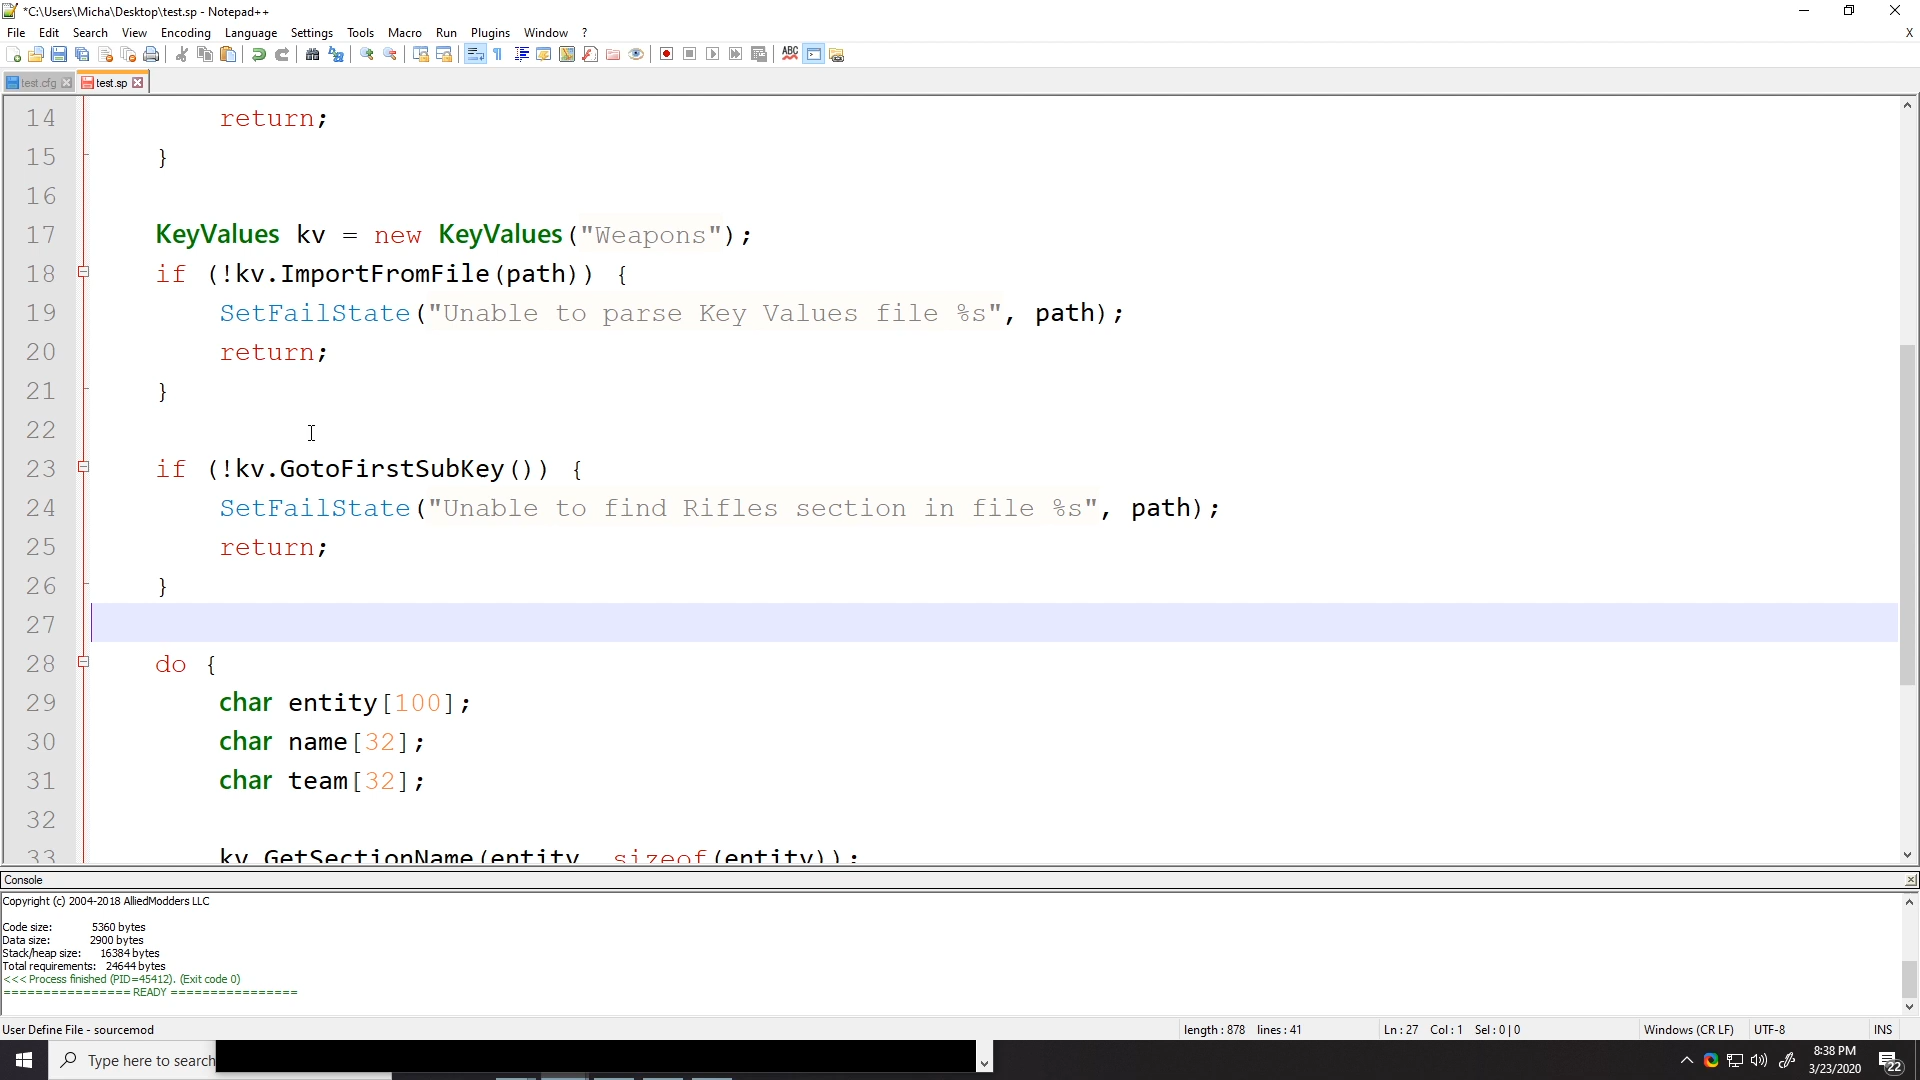 *C:\Users\Micha\Desktop\test.sp - Notepad++
File Edit Search View Encoding Language Settings Tools Macro Run Plugins Window ? X
test.cfg test.sp
14 return;
15 }
16
17 KeyValues kv = new KeyValues("Weapons");
18 if (!kv.ImportFromFile(path)) {
19 SetFailState("Unable to parse Key Values file %s", path);
20 return;
21 }
22
23 if (!kv.GotoFirstSubKey()) {
24 SetFailState("Unable to find Rifles section in file %s", path);
25 return;
26 }
27
28 do {
29 char entity[100];
30 char name[32];
31 char team[32];
32
33 kv.GetSectionName(entity, sizeof(entity));
Console
Copyright (c) 2004-2018 AlliedModders LLC
Code size: 5360 bytes
Data size: 2900 bytes
Stack/heap size: 16384 bytes
Total requirements: 24644 bytes
<<< Process finished (PID=45412). (Exit code 0)
================ READY ================
User Define File - sourcemod length : 878 lines : 41 Ln : 27 Col : 1 Sel : 0 | 0 Windows (CR LF) UTF-8 INS
Type here to search
8:38 PM
3/23/2020
22